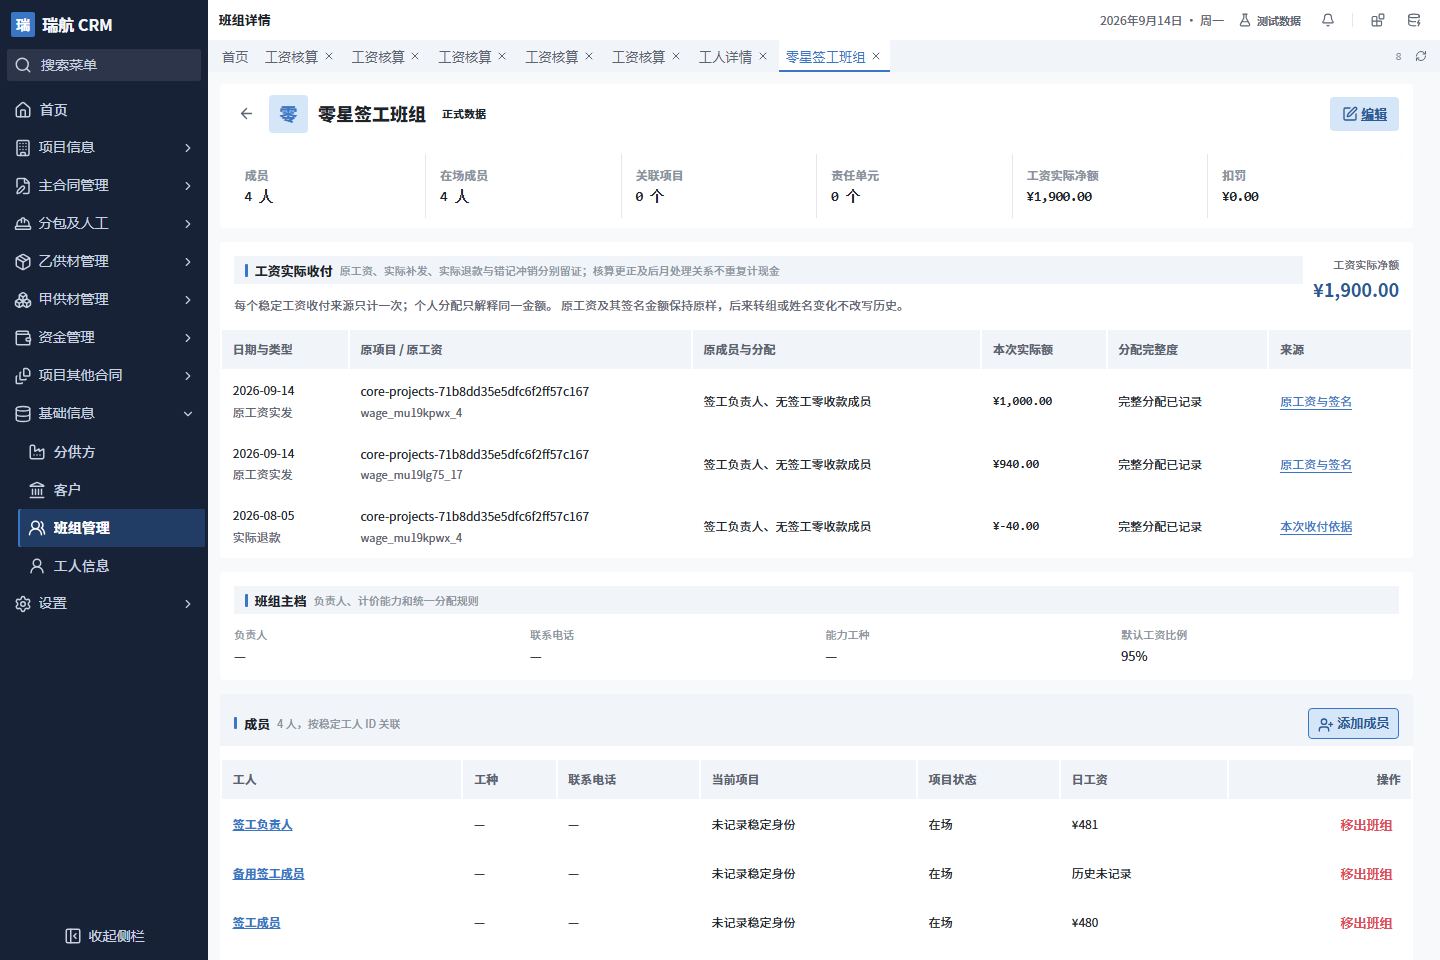 瑞 瑞航 CRM
搜索菜单
首页
项目信息
主合同管理
分包及人工
乙供材管理
甲供材管理
资金管理
项目其他合同
基础信息
分供方
客户
班组管理
工人信息
设置
收起侧栏
班组详情
2026年9月14日 · 周一 测试数据
首页 工资核算 工资核算 工资核算 工资核算 工资核算 工人详情 零星签工班组 8
零 零星签工班组 正式数据 编辑
成员 在场成员 关联项目 责任单元 工资实际净额 扣罚
4 人 4 人 0 个 0 个 ¥1,900.00 ¥0.00
工资实际收付 原工资、实际补发、实际退款与错记冲销分别留证；核算更正及后月处理关系不重复计现金
工资实际净额
¥1,900.00
每个稳定工资收付来源只计一次；个人分配只解释同一金额。 原工资及其签名金额保持原样，后来转组或姓名变化不改写历史。
日期与类型 原项目 / 原工资 原成员与分配 本次实际额 分配完整度 来源
2026-09-14 core-projects-71b8dd35e5dfc6f2ff57c167
原工资实发 wage_mu19kpwx_4 签工负责人、无签工零收款成员 ¥1,000.00 完整分配已记录 原工资与签名
2026-09-14 core-projects-71b8dd35e5dfc6f2ff57c167
原工资实发 wage_mu19lg75_17 签工负责人、无签工零收款成员 ¥940.00 完整分配已记录 原工资与签名
2026-08-05 core-projects-71b8dd35e5dfc6f2ff57c167
实际退款 wage_mu19kpwx_4 签工负责人、无签工零收款成员 ¥-40.00 完整分配已记录 本次收付依据
班组主档 负责人、计价能力和统一分配规则
负责人 联系电话 能力工种 默认工资比例
— — — 95%
成员 4 人，按稳定工人 ID 关联 添加成员
工人 工种 联系电话 当前项目 项目状态 日工资 操作
签工负责人 — — 未记录稳定身份 在场 ¥481 移出班组
备用签工成员 — — 未记录稳定身份 在场 历史未记录 移出班组
签工成员 — — 未记录稳定身份 在场 ¥480 移出班组